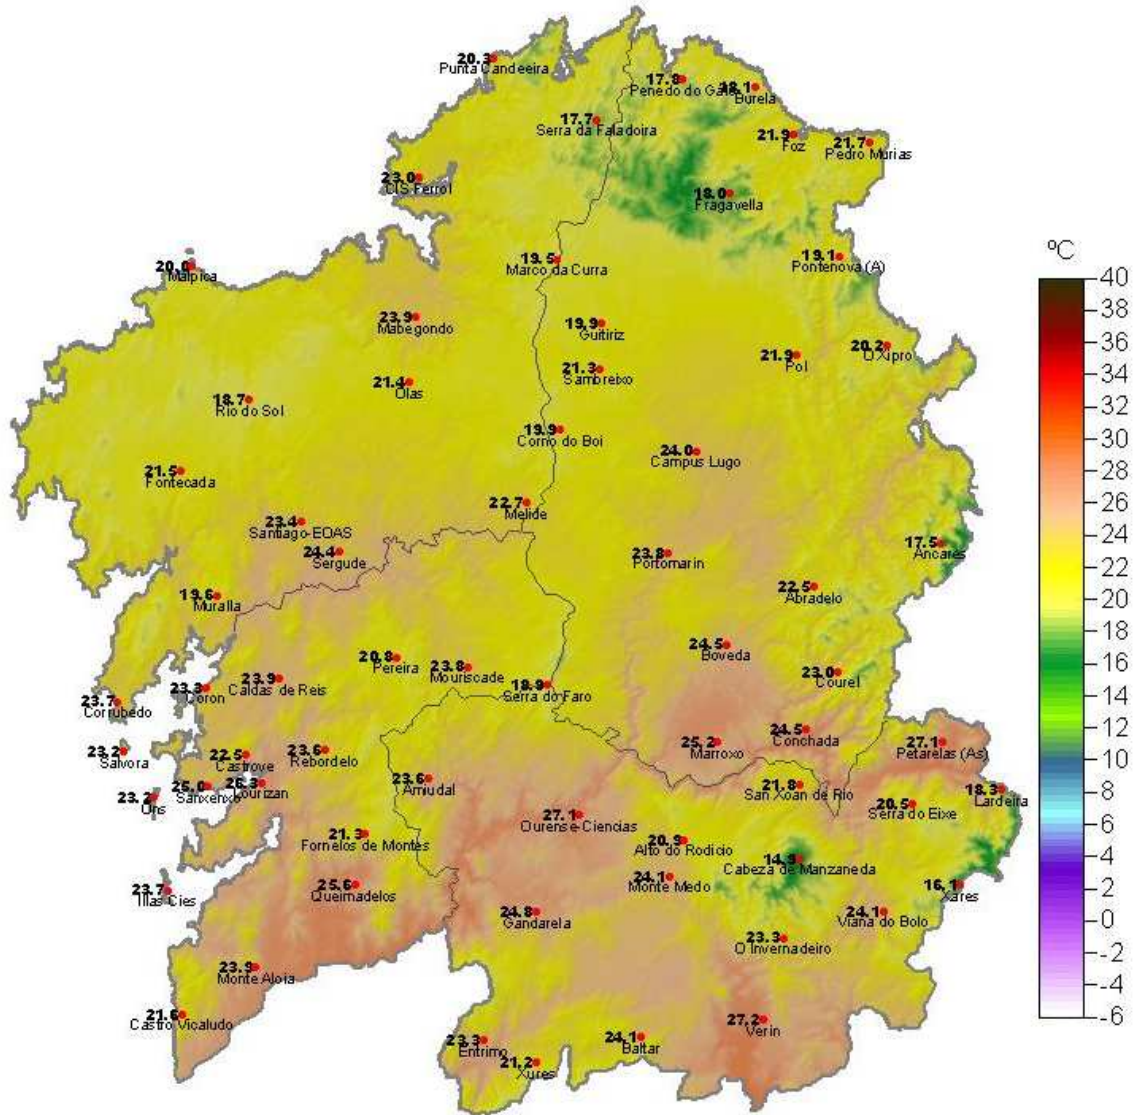 20.3
Punta Candeeira
17.8
Penedo do Galo
18.1
Burela
17.7
Serra da Faladoira
21.9
Foz
21.7
Pedro Murias
23.0
CIS Ferrol
18.0
Fragavella
20.0
Malpica
19.5
Marco da Curra
19.1
Pontenova (A)
ºC
40
38
36
34
32
30
28
26
24
22
20
18
16
14
12
10
8
6
4
2
0
-2
-4
-6
23.9
Mabegondo
19.9
Guitiriz
21.9
Pol
20.2
O Xipro
21.4
Olas
21.3
Sambreixo
18.7
Rio do Sol
19.9
Corno do Boi
24.0
Campus Lugo
21.5
Fontecada
22.7
Melide
23.4
Santiago-EOAS
24.4
Sergude
23.8
Portomarin
17.5
Ancares
22.5
Abradelo
19.6
Muralla
24.5
Boveda
20.8
Pereira
23.8
Mouriscade
18.9
Serra do Faro
23.0
Courel
23.9
Caldas de Reis
23.3
Coron
23.7
Corrubedo
24.5
Conchada
25.2
Marroxo
27.1
Petarelas (As)
23.2
Salvora
22.5
Castrove
23.6
Rebordelo
23.6
Amiudal
21.8
San Xoan de Rio
18.3
Lardeira
25.0
Sanxenxo
26.3
Lourizan
23.2
Ons
20.5
Serra do Eixe
27.1
Ourense-Ciencias
21.3
Fornelos de Montes
20.9
Alto do Rodicio
14.9
Cabeza de Manzaneda
23.7
Illas Cies
25.6
Queimadelos
24.1
Monte Medo
16.1
Xares
24.8
Gandarela
24.1
Viana do Bolo
23.3
O Invernadeiro
23.9
Monte Aloia
21.6
Castro Vicaludo
27.2
Verin
23.3
Entrimo
24.1
Baltar
21.2
Xures